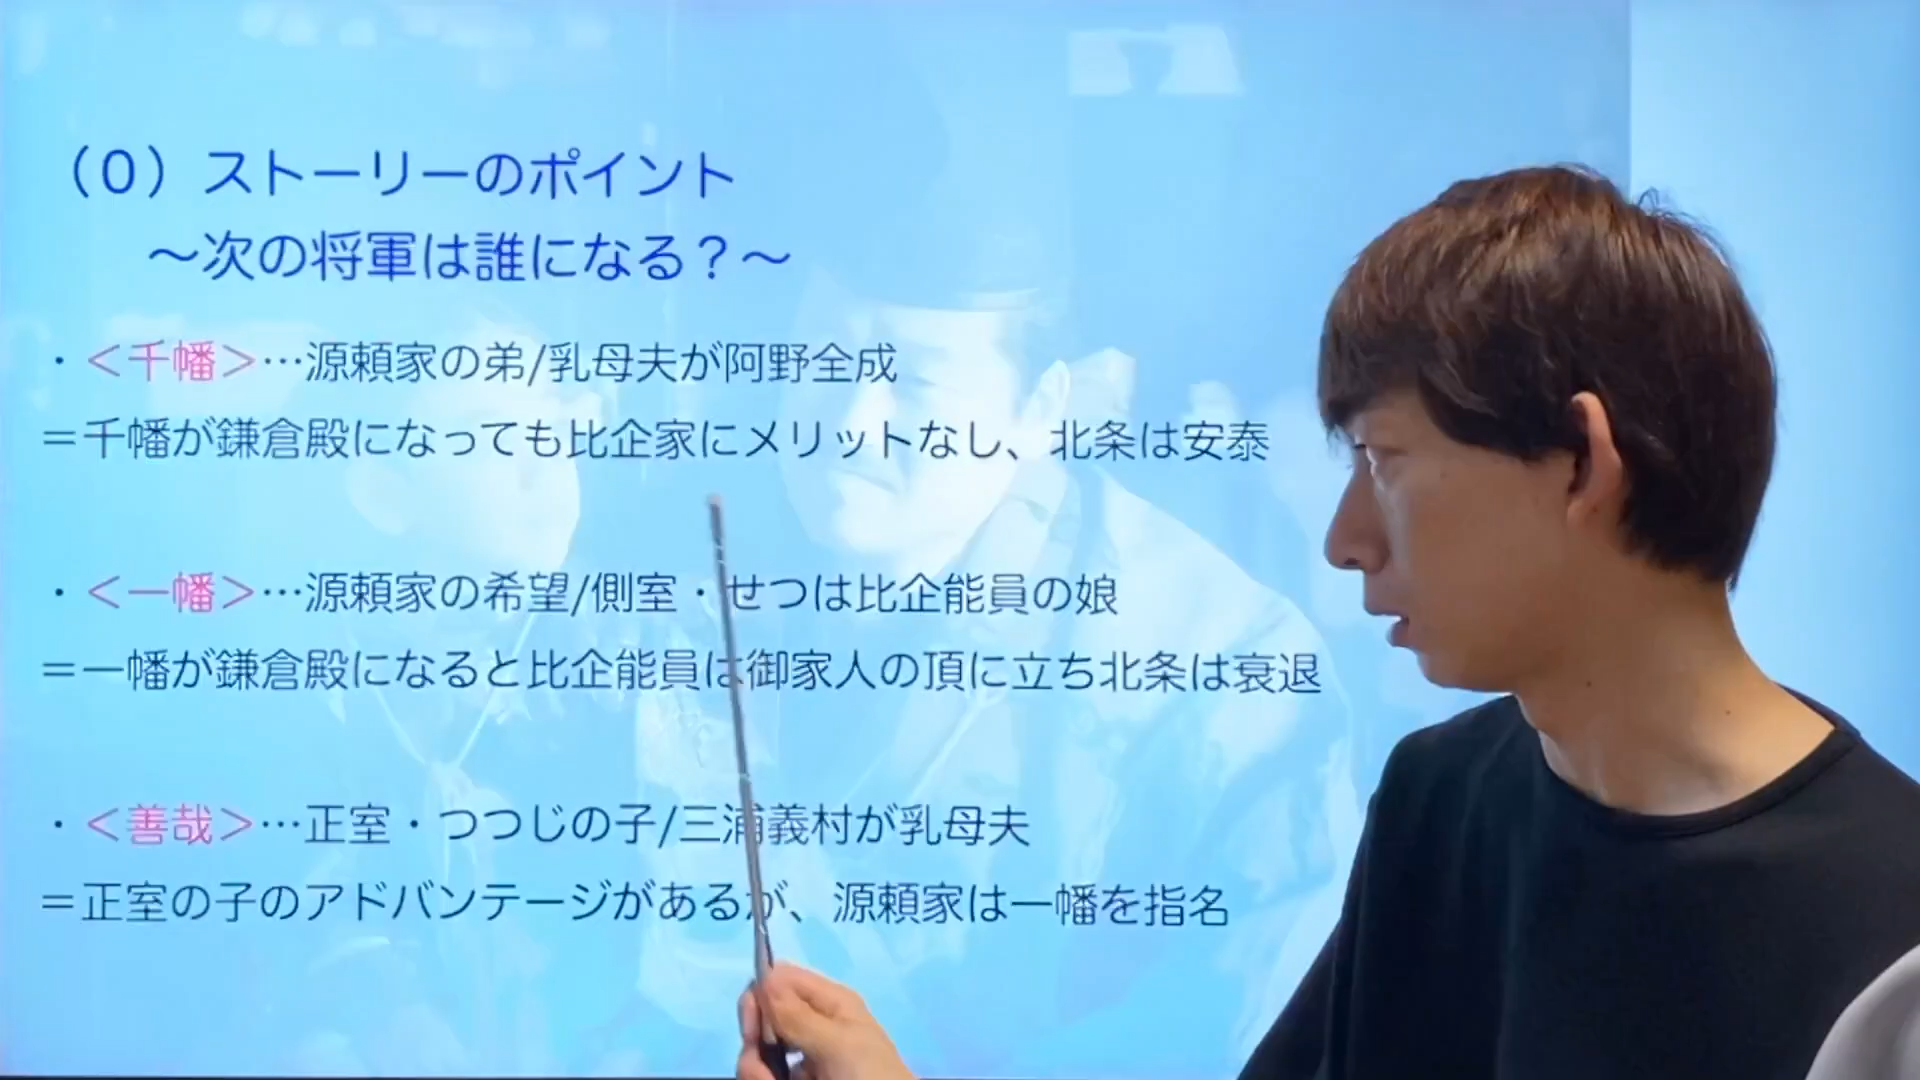 （０）ストーリーのポイント
～次の将軍は誰になる？～
・＜千幡＞…源頼家の弟/乳母夫が阿野全成
＝千幡が鎌倉殿になっても比企家にメリットなし、北条は安泰
・＜一幡＞…源頼家の希望/側室・せつは比企能員の娘
＝一幡が鎌倉殿になると比企能員は御家人の頂に立ち北条は衰退
・＜善哉＞…正室・つつじの子/三浦義村が乳母夫
＝正室の子のアドバンテージがあるが、源頼家は一幡を指名